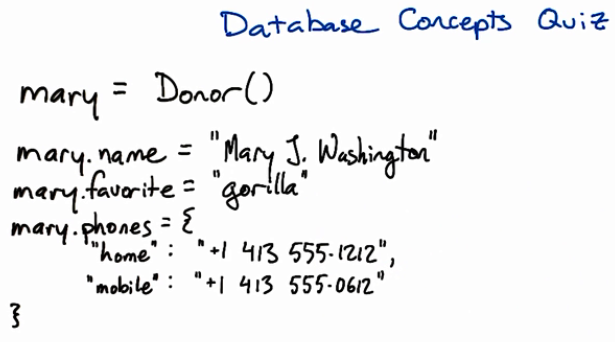 Database Concepts Quiz
mary = Donor()
mary.name = "Mary J. Washington"
mary.favorite = "gorilla"
mary.phones = {
"home" : "+1 413 555-1212",
"mobile" : "+1 413 555-0612"
}